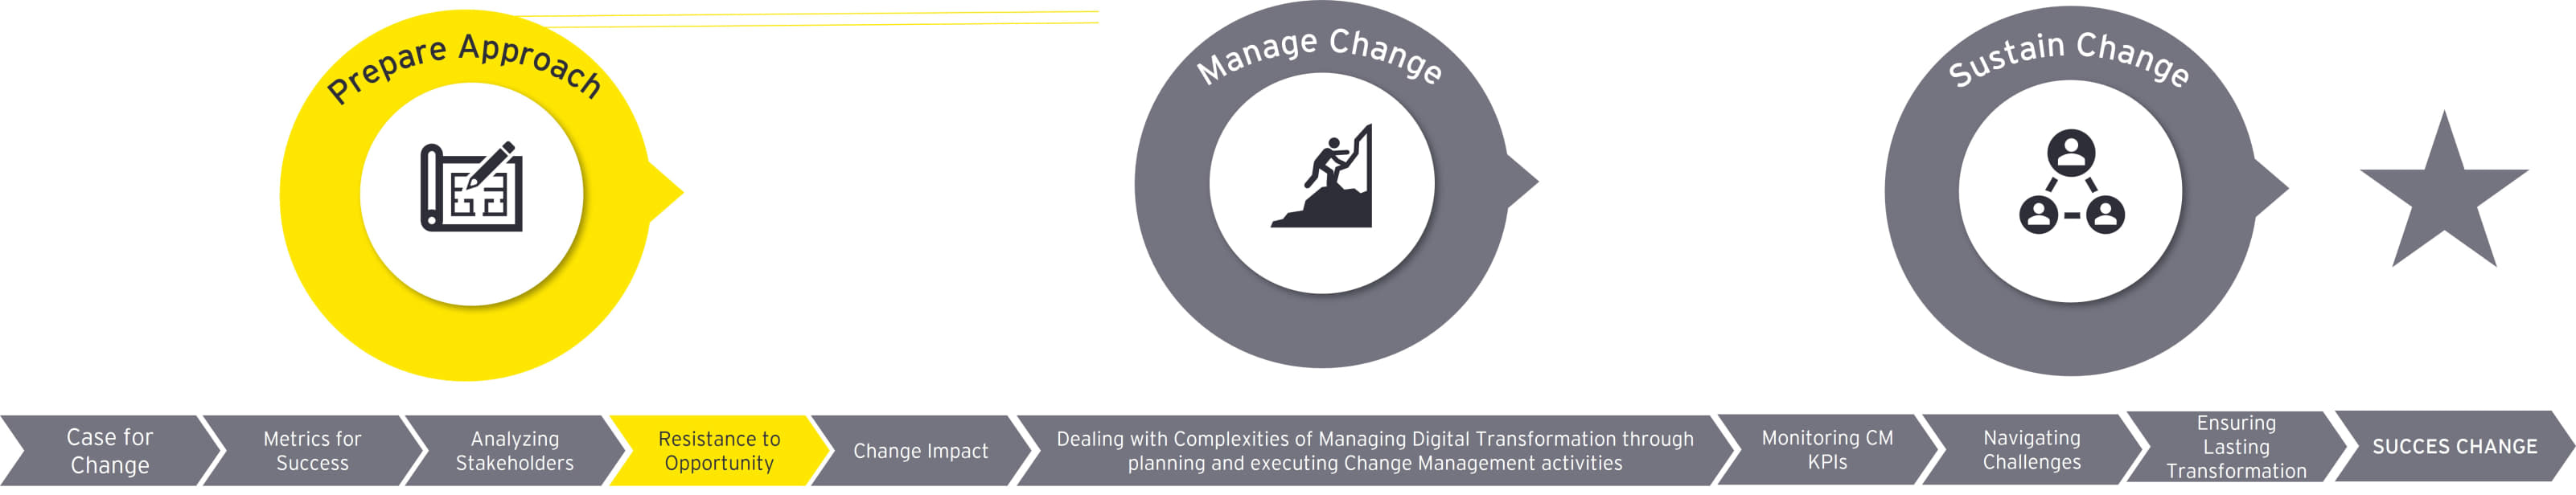 Prepare Approach
Manage Change
Sustain Change
Case for
Change
Metrics for
Success
Analyzing
Stakeholders
Resistance to
Opportunity
Change Impact
Dealing with Complexities of Managing Digital Transformation through
planning and executing Change Management activities
Monitoring CM
KPIs
Navigating
Challenges
Ensuring
Lasting
Transformation
SUCCES CHANGE